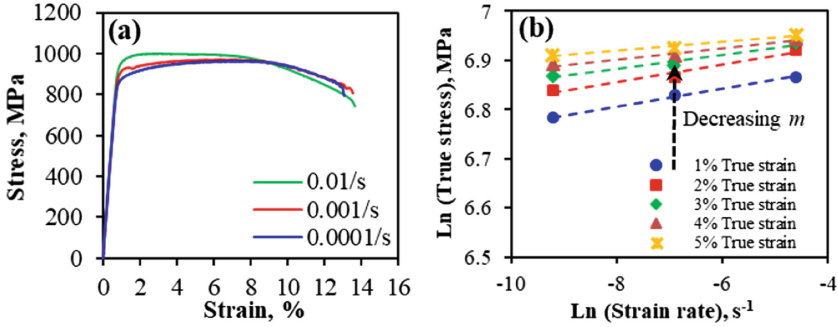 (a)
Stress, MPa
1200
1000
800
600
400
200
0
0.01/s
0.001/s
0.0001/s
0 2 4 6 8 10 12 14 16
Strain, %
(b)
Ln (True stress), MPa
7
6.9
6.8
6.7
6.6
6.5
Decreasing m
1% True strain
2% True strain
3% True strain
4% True strain
5% True strain
-10 -8 -6 -4
Ln (Strain rate), s-1